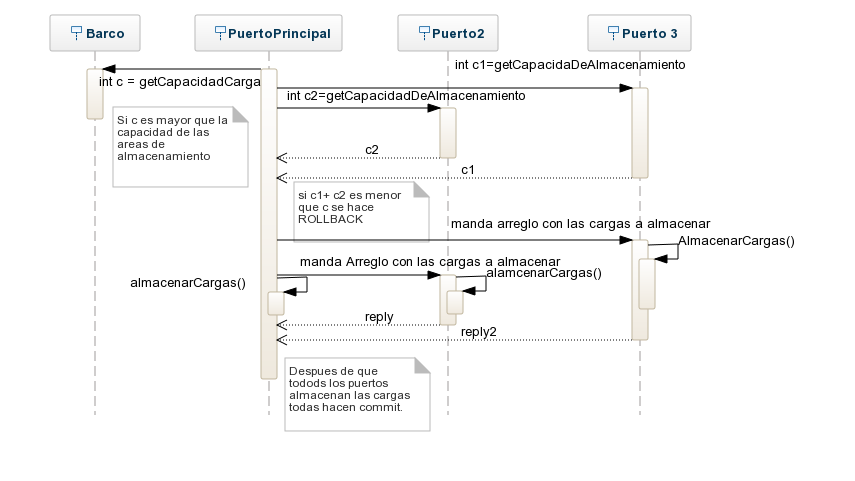 Barco
PuertoPrincipal
Puerto2
Puerto 3
int c1=getCapacidaDeAlmacenamiento
int c = getCapacidadCarga
int c2=getCapacidadDeAlmacenamiento
Si c es mayor que la
capacidad de las
areas de
almacenamiento
c2
c1
si c1+ c2 es menor
que c se hace
ROLLBACK
manda arreglo con las cargas a almacenar
AlmacenarCargas()
manda Arreglo con las cargas a almacenar
alamcenarCargas()
almacenarCargas()
reply
reply2
Despues de que
todods los puertos
almacenan las cargas
todas hacen commit.